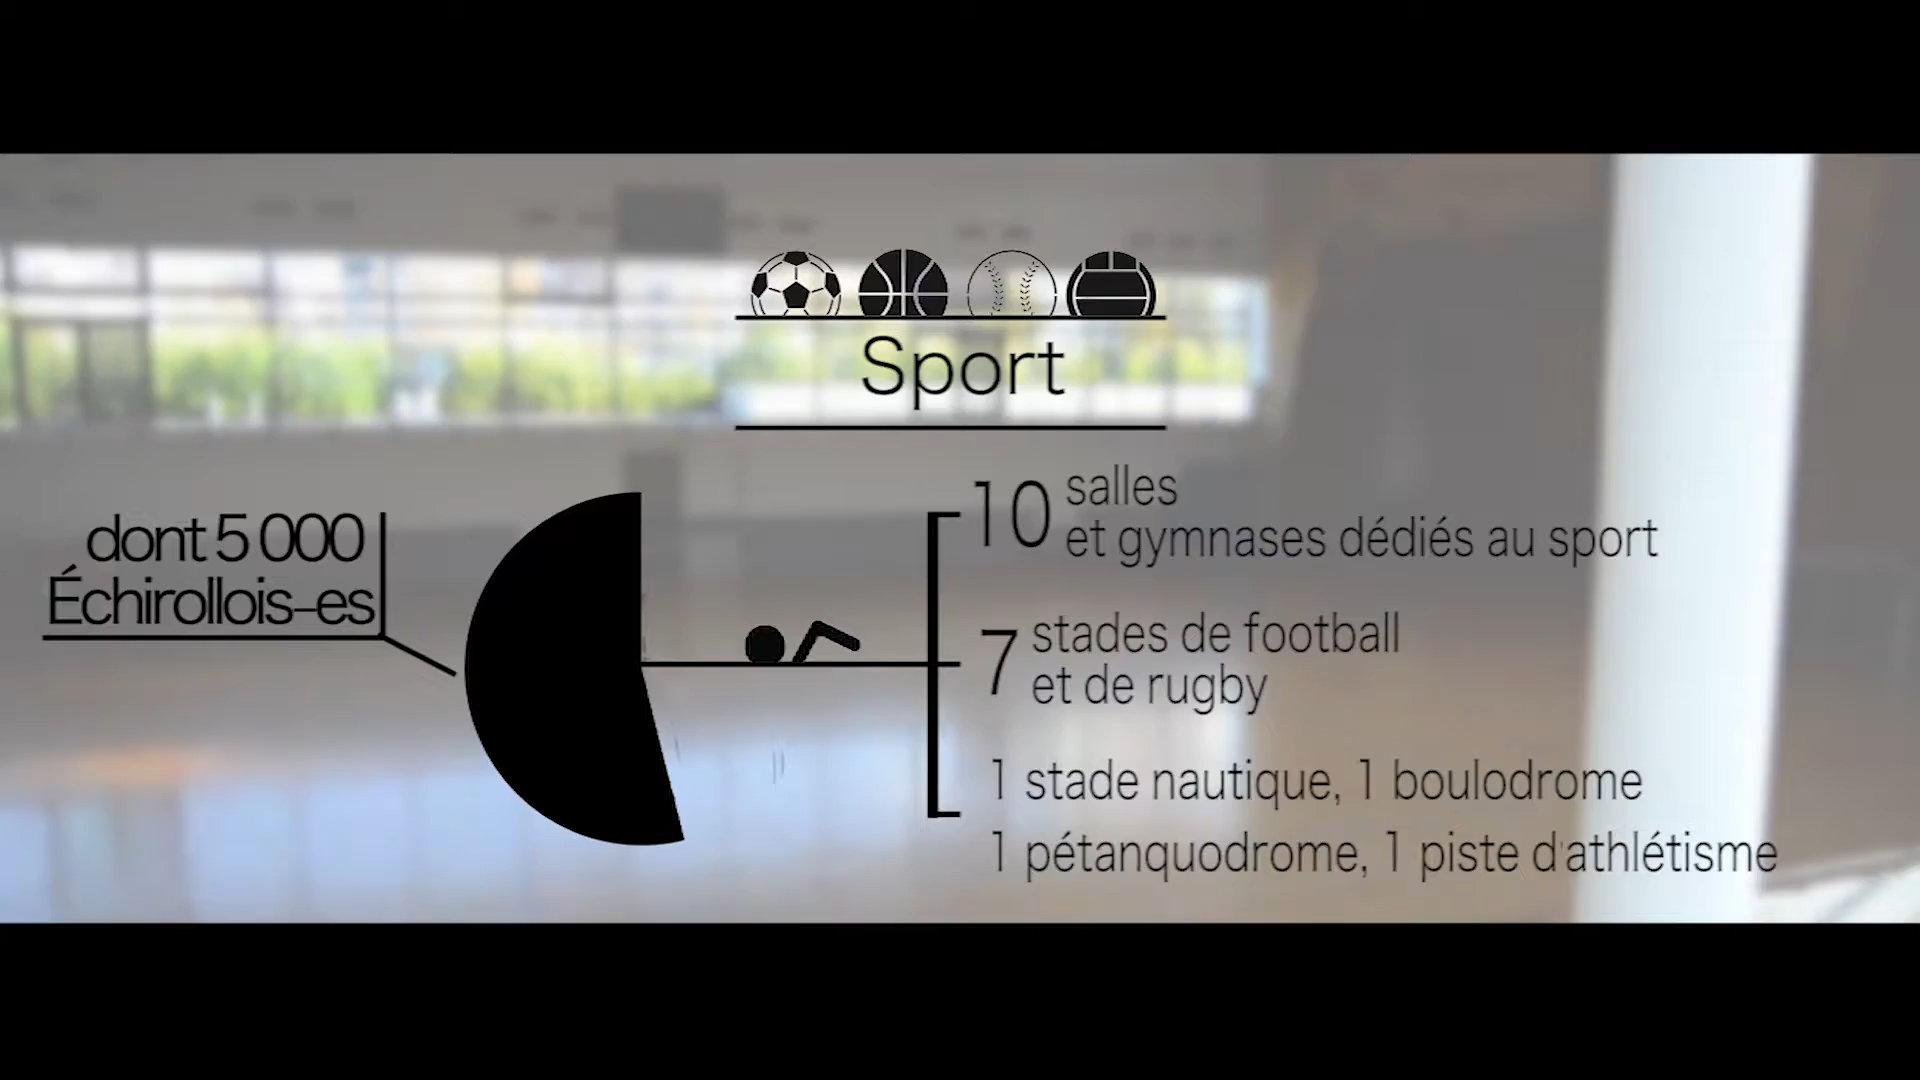 Sport
dont 5 000
Échirollois-es
10 salles
et gymnases dédiés au sport
7 stades de football
et de rugby
1 stade nautique, 1 boulodrome
1 pétanquodrome, 1 piste d'athlétisme